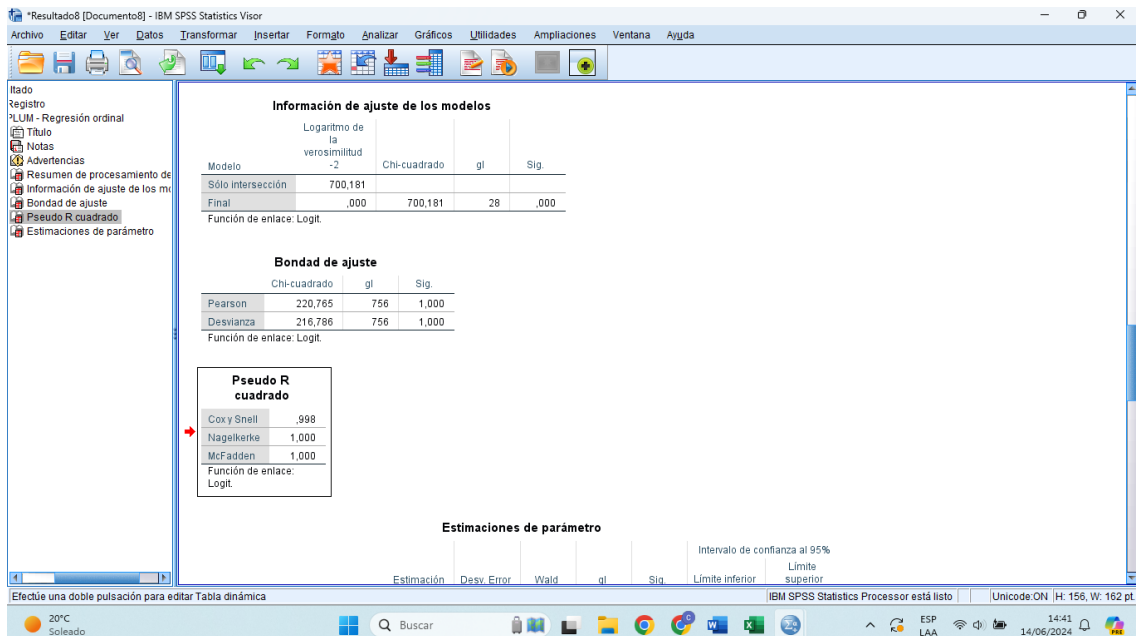 *Resultado8 [Documento8] - IBM SPSS Statistics Visor
Archivo Editar Ver Datos Transformar Insertar Formato Analizar Gráficos Utilidades Ampliaciones Ventana Ayuda
ltado
Registro
PLUM - Regresión ordinal
Título
Notas
Advertencias
Resumen de procesamiento de
Información de ajuste de los mo
Bondad de ajuste
Pseudo R cuadrado
Estimaciones de parámetro
Información de ajuste de los modelos
Logaritmo de
la
verosimilitud
Modelo -2 Chi-cuadrado gl Sig.
Sólo intersección 700,181
Final ,000 700,181 28 ,000
Función de enlace: Logit.
Bondad de ajuste
Chi-cuadrado gl Sig.
Pearson 220,765 756 1,000
Desvianza 216,786 756 1,000
Función de enlace: Logit.
Pseudo R
cuadrado
Cox y Snell ,998
Nagelkerke 1,000
McFadden 1,000
Función de enlace:
Logit.
Estimaciones de parámetro
Intervalo de confianza al 95%
Límite
Estimación Desv. Error Wald gl Sig. Límite inferior superior
Efectúe una doble pulsación para editar Tabla dinámica
IBM SPSS Statistics Processor está listo Unicode:ON H: 156, W: 162 pt.
20°C
Soleado
Buscar
ESP
LAA
14:41
14/06/2024
PRE